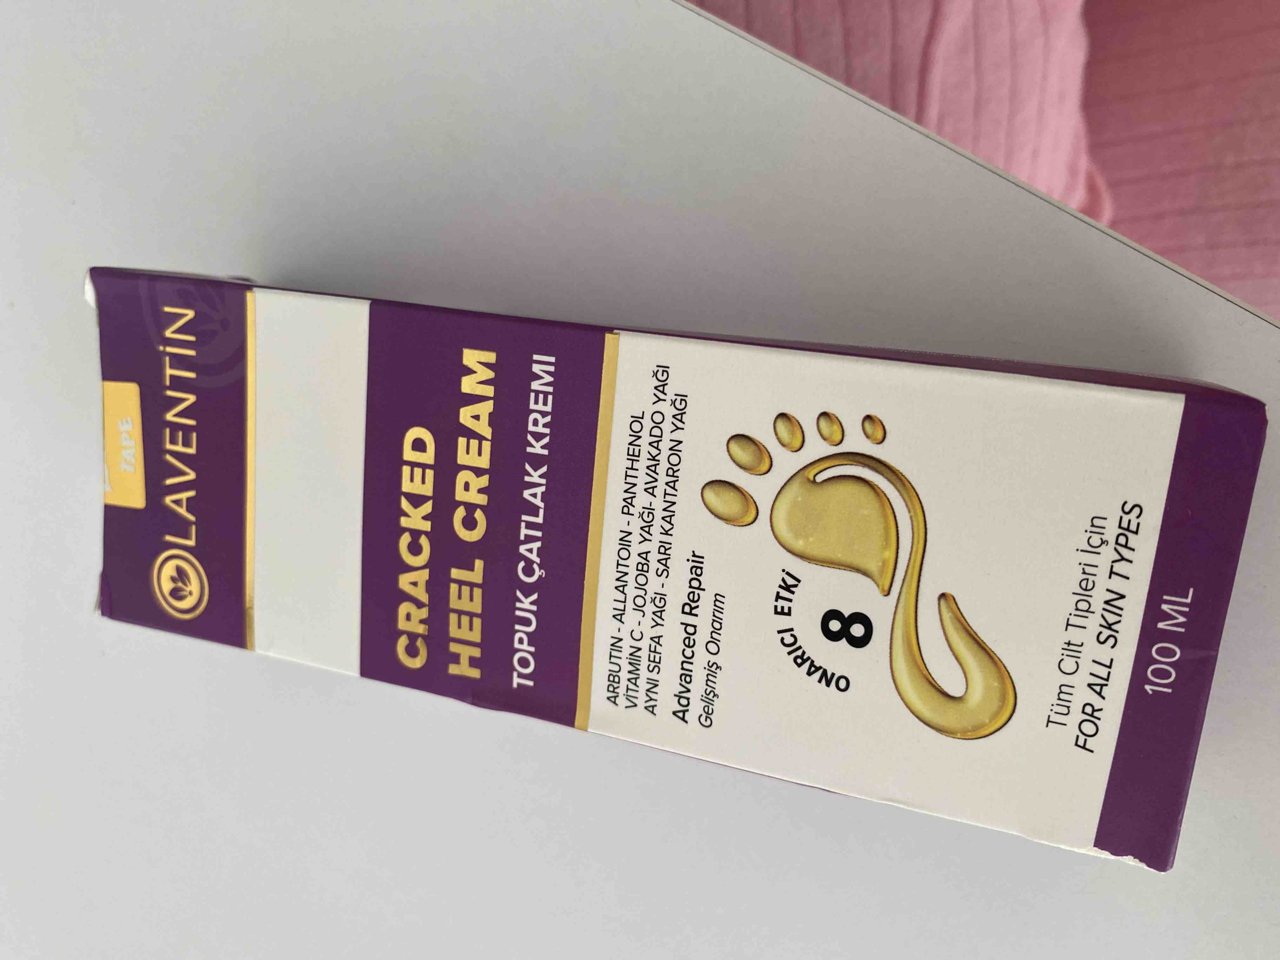 TAPE
LAVENTİN
CRACKED
HEEL CREAM
TOPUK ÇATLAK KREMI
ARBUTIN - ALLANTOIN - PANTHENOL
VİTAMIN C - JOJOBA YAĞI- AVAKADO YAĞI
AYNI SEFA YAĞI - SARI KANTARON YAĞI
Advanced Repair
Gelişmiş Onarım
ONARICI ETKİ
8
Tüm Cilt Tipleri İçin
FOR ALL SKIN TYPES
100 ML